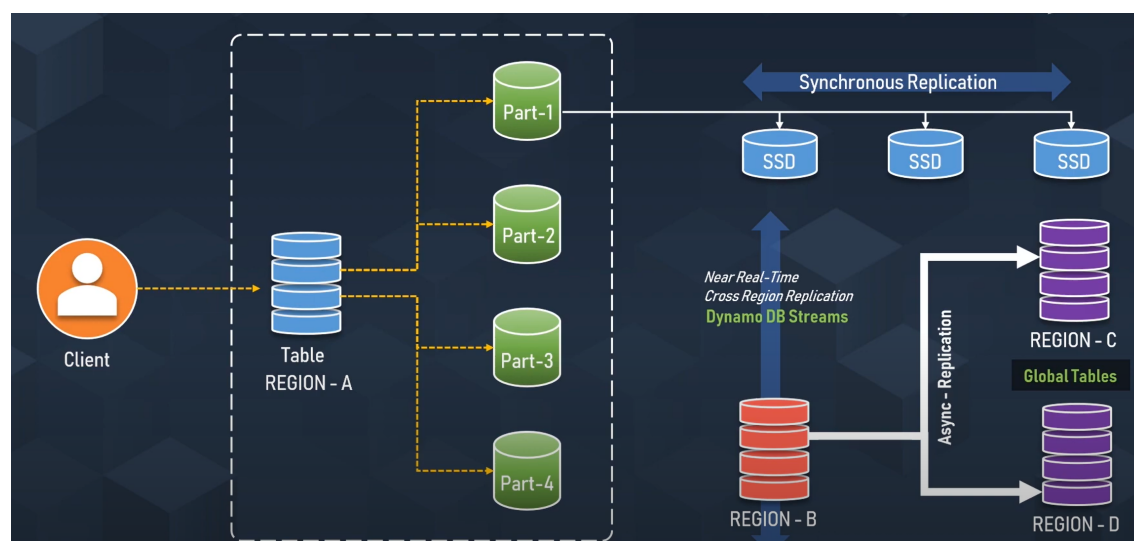 Client
Table
REGION - A
Part-1
Part-2
Part-3
Part-4
Synchronous Replication
SSD
SSD
SSD
Near Real-Time
Cross Region Replication
Dynamo DB Streams
REGION - B
Async - Replication
REGION - C
Global Tables
REGION - D